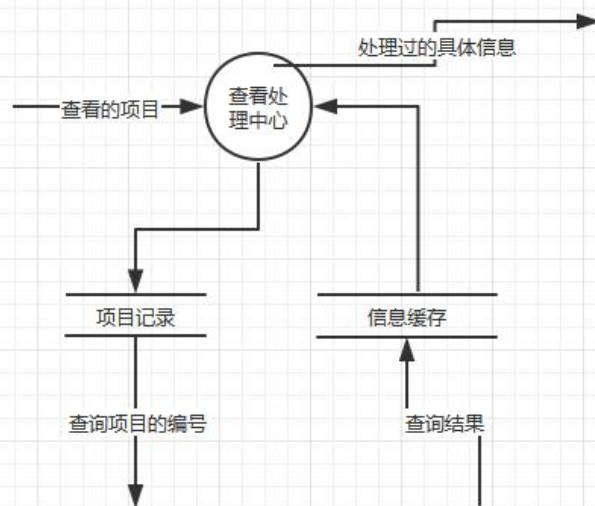 处理过的具体信息
查看处
理中心
查看的项目
项目记录
信息缓存
查询项目的编号
查询结果